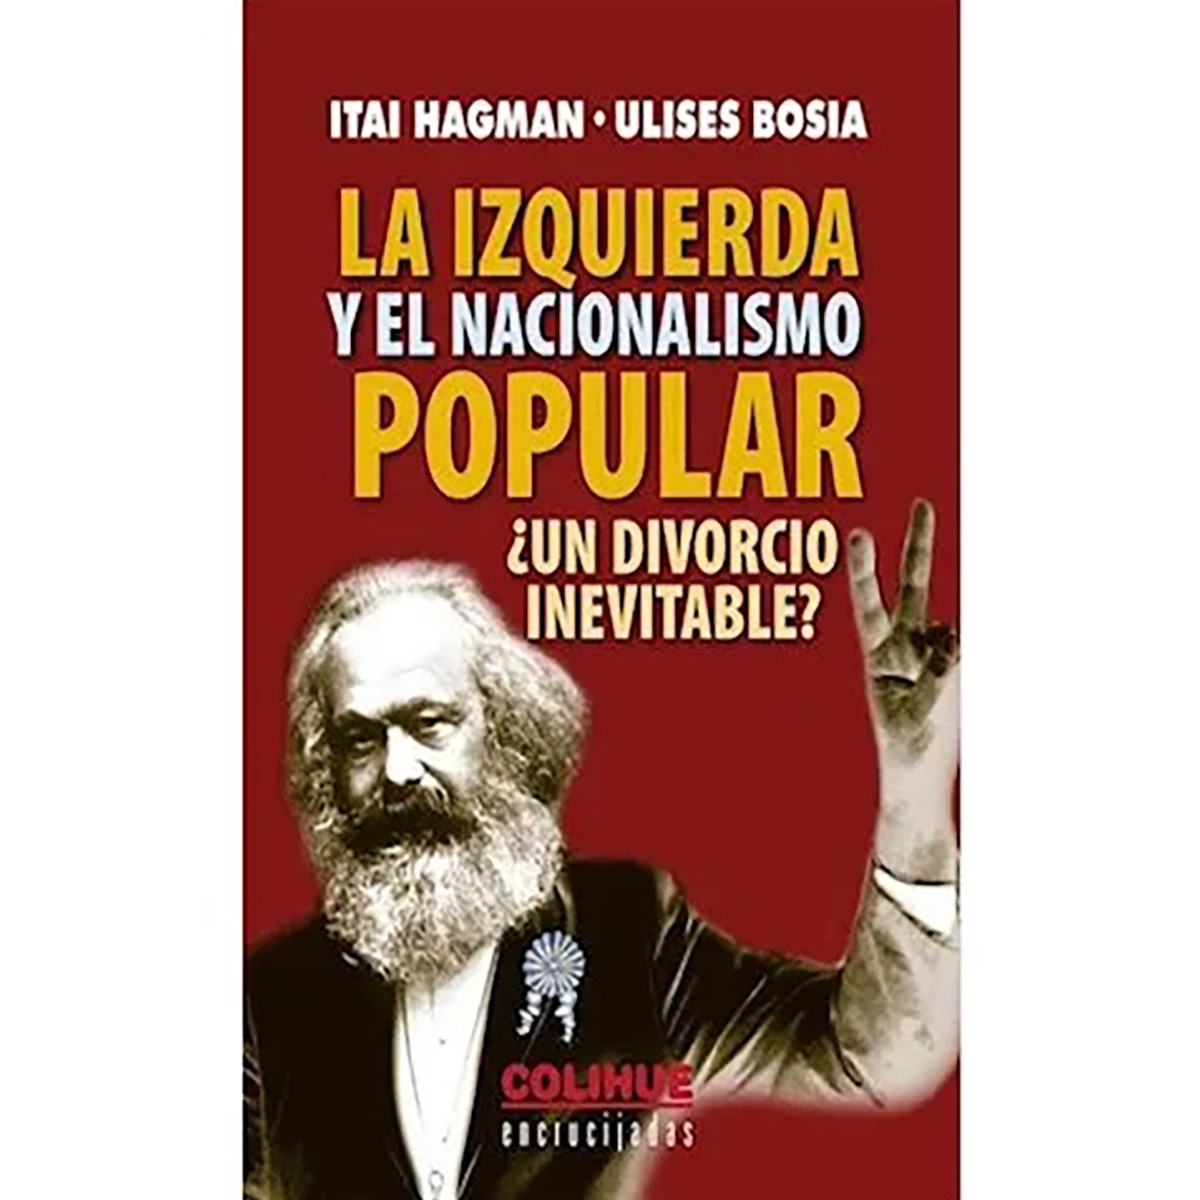 ITAI HAGMAN • ULISES BOSIA
LA IZQUIERDA
Y EL NACIONALISMO
POPULAR
¿UN DIVORCIO
INEVITABLE?
COLIHUE
encrucijadas